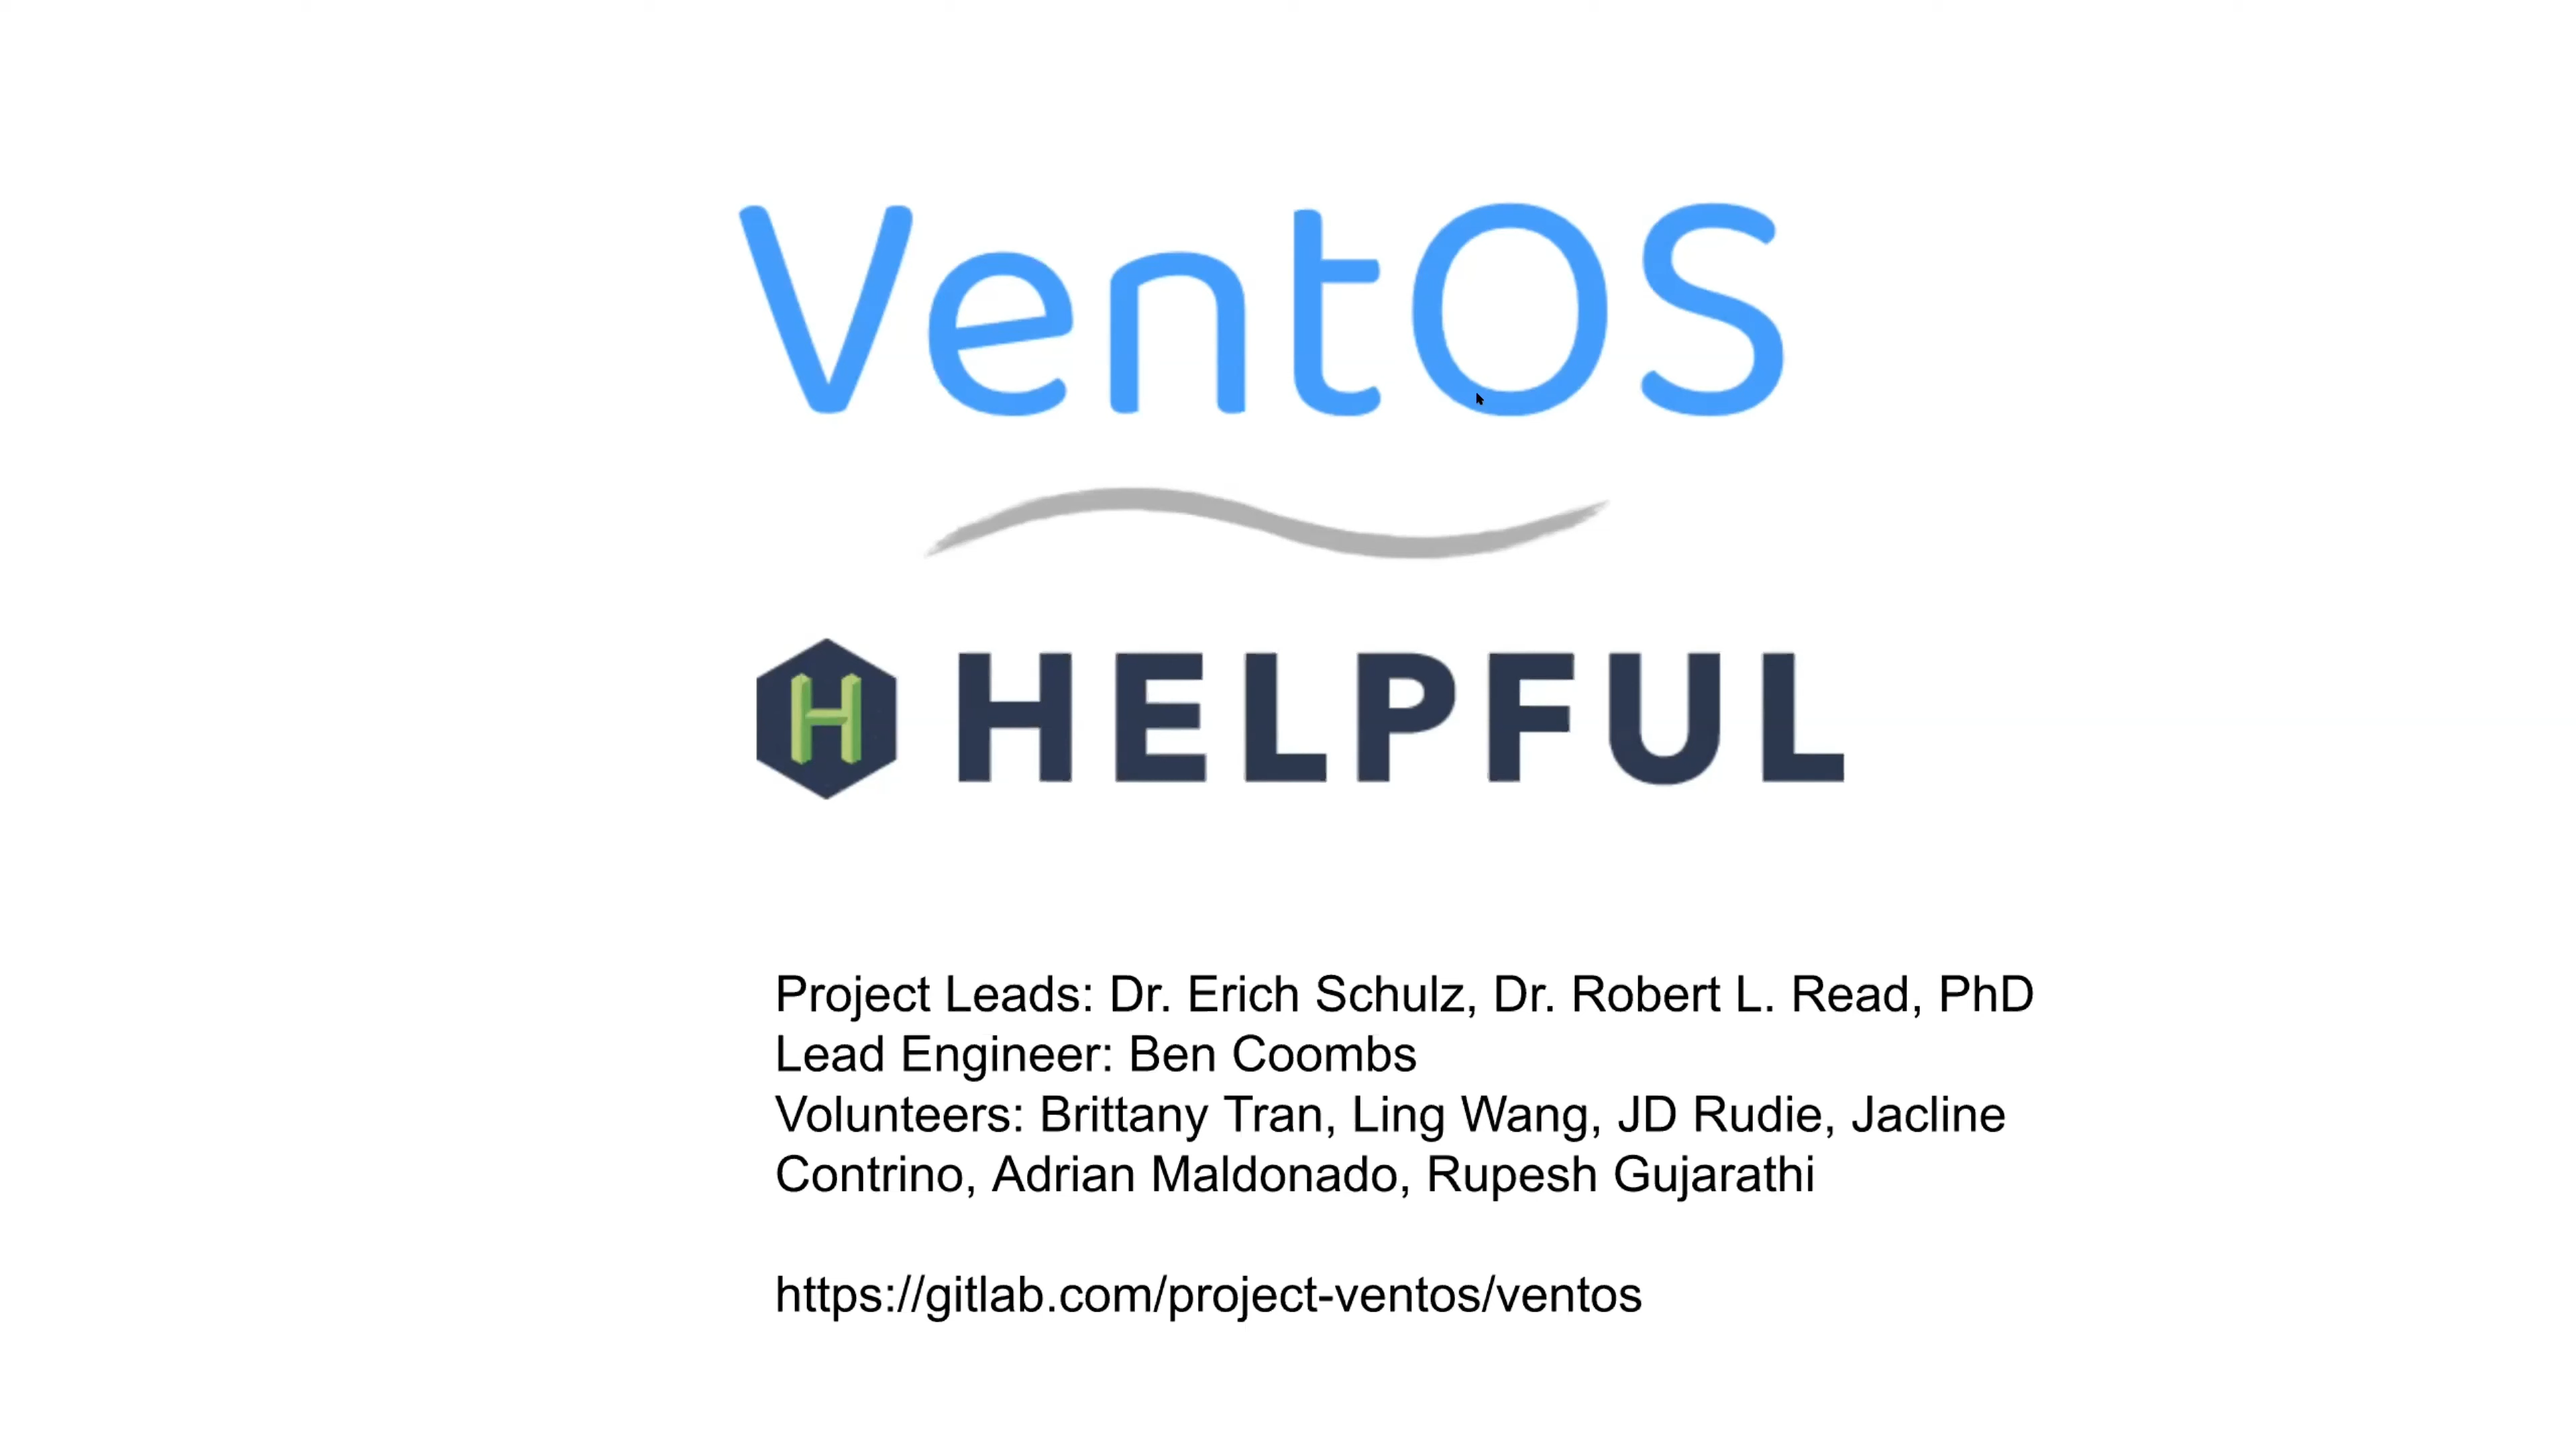 VentOS
H HELPFUL
Project Leads: Dr. Erich Schulz, Dr. Robert L. Read, PhD
Lead Engineer: Ben Coombs
Volunteers: Brittany Tran, Ling Wang, JD Rudie, Jacline
Contrino, Adrian Maldonado, Rupesh Gujarathi
https://gitlab.com/project-ventos/ventos